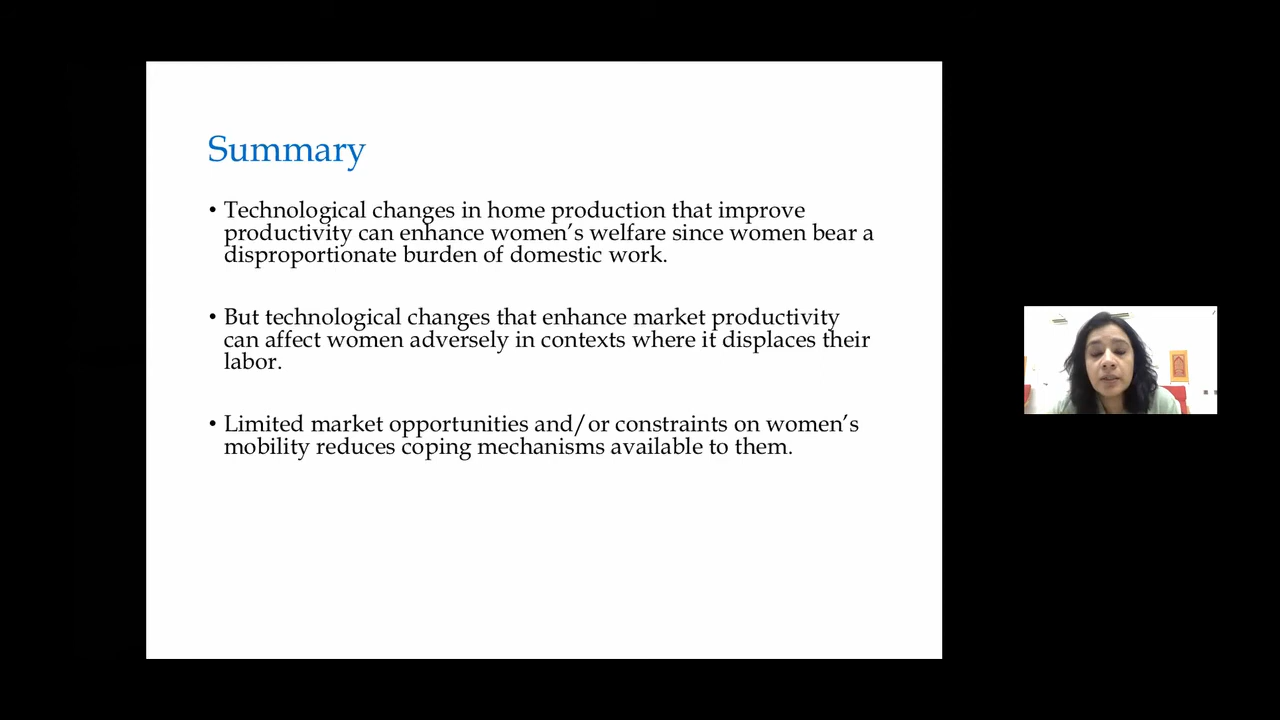 Summary
• Technological changes in home production that improve
productivity can enhance women’s welfare since women bear a
disproportionate burden of domestic work.
• But technological changes that enhance market productivity
can affect women adversely in contexts where it displaces their
labor.
• Limited market opportunities and/or constraints on women’s
mobility reduces coping mechanisms available to them.